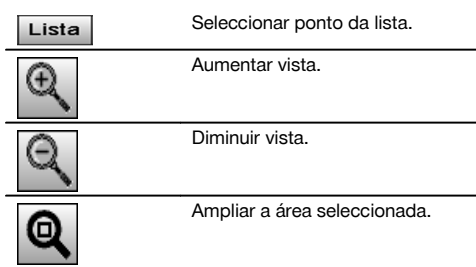 Lista
Seleccionar ponto da lista.
Aumentar vista.
Diminuir vista.
Ampliar a área seleccionada.